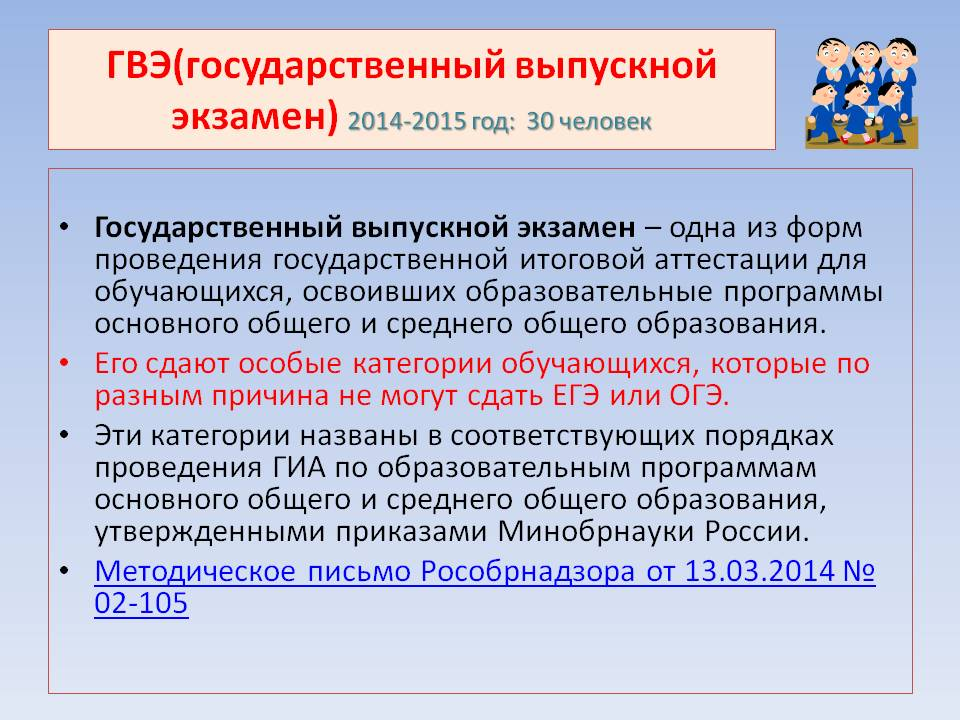 ГВЭ(государственный выпускной
экзамен) 2014-2015 год: 30 человек
• Государственный выпускной экзамен – одна из форм
проведения государственной итоговой аттестации для
обучающихся, освоивших образовательные программы
основного общего и среднего общего образования.
• Его сдают особые категории обучающихся, которые по
разным причина не могут сдать ЕГЭ или ОГЭ.
• Эти категории названы в соответствующих порядках
проведения ГИА по образовательным программам
основного общего и среднего общего образования,
утвержденными приказами Минобрнауки России.
• Методическое письмо Рособрнадзора от 13.03.2014 №
02-105